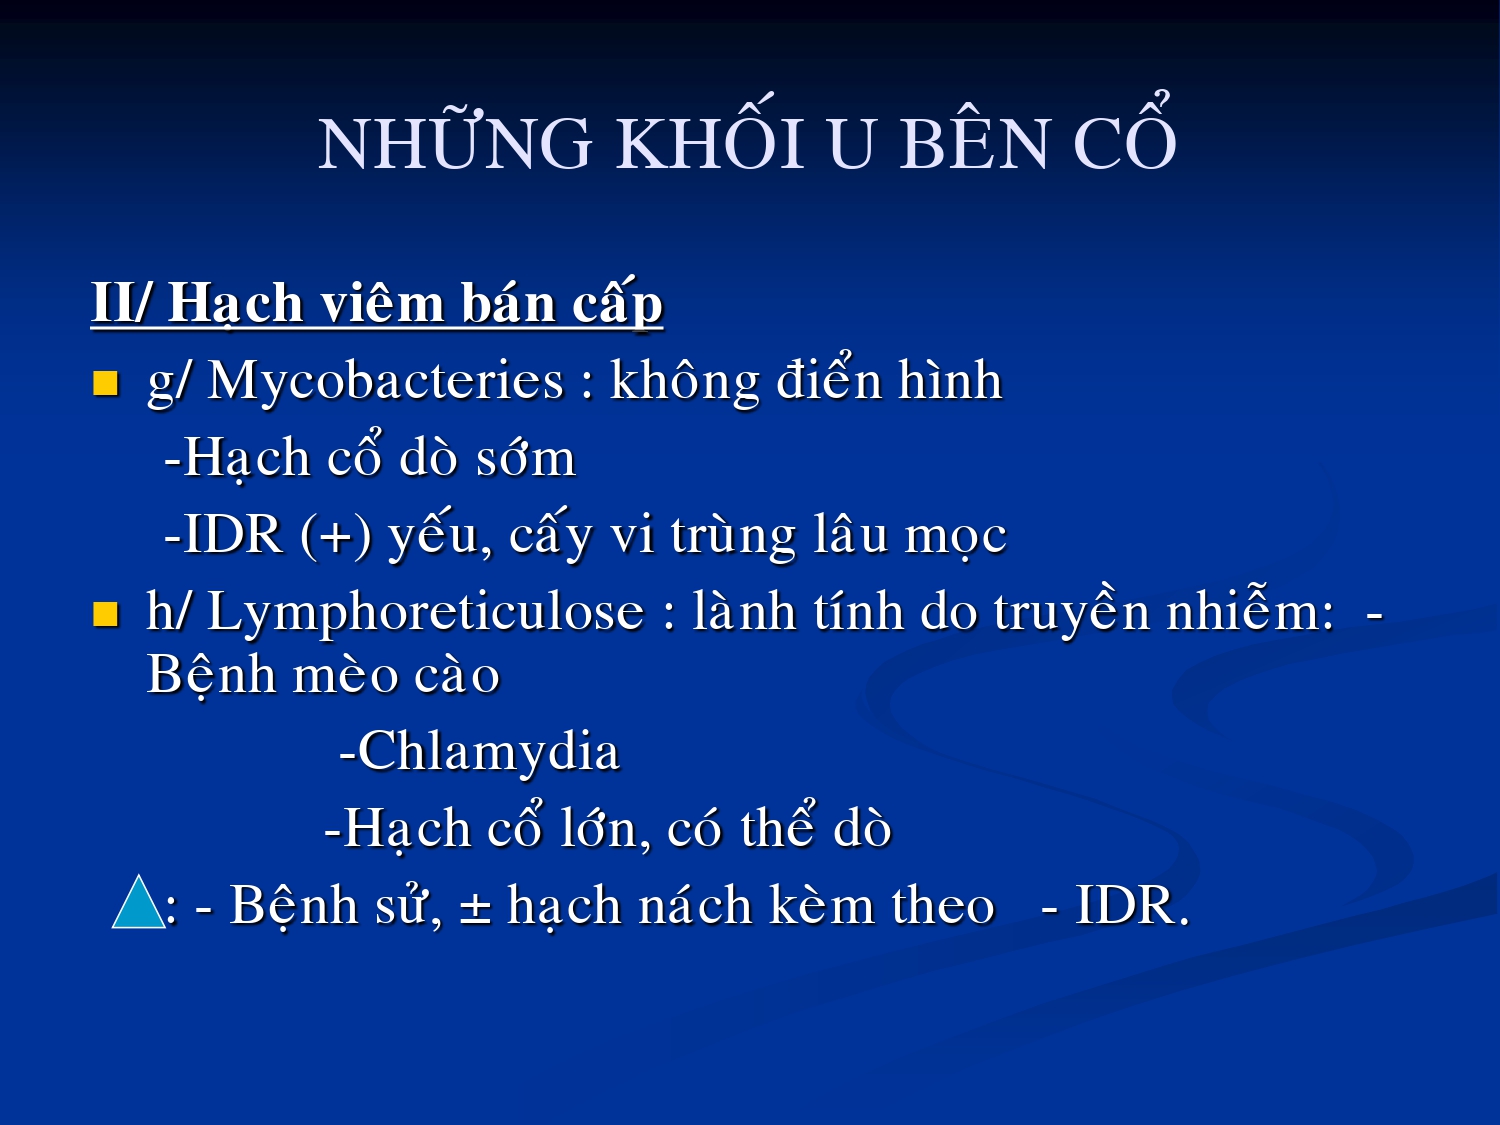 NHỮNG KHỐI U BÊN CỔ
II/ Hạch viêm bán cấp
g/ Mycobacteries : không điển hình
-Hạch cổ dò sớm
-IDR (+) yếu, cấy vi trùng lâu mọc
h/ Lymphoreticulose : lành tính do truyền nhiễm: -
Bệnh mèo cào
-Chlamydia
-Hạch cổ lớn, có thể dò
: - Bệnh sử, ± hạch nách kèm theo - IDR.